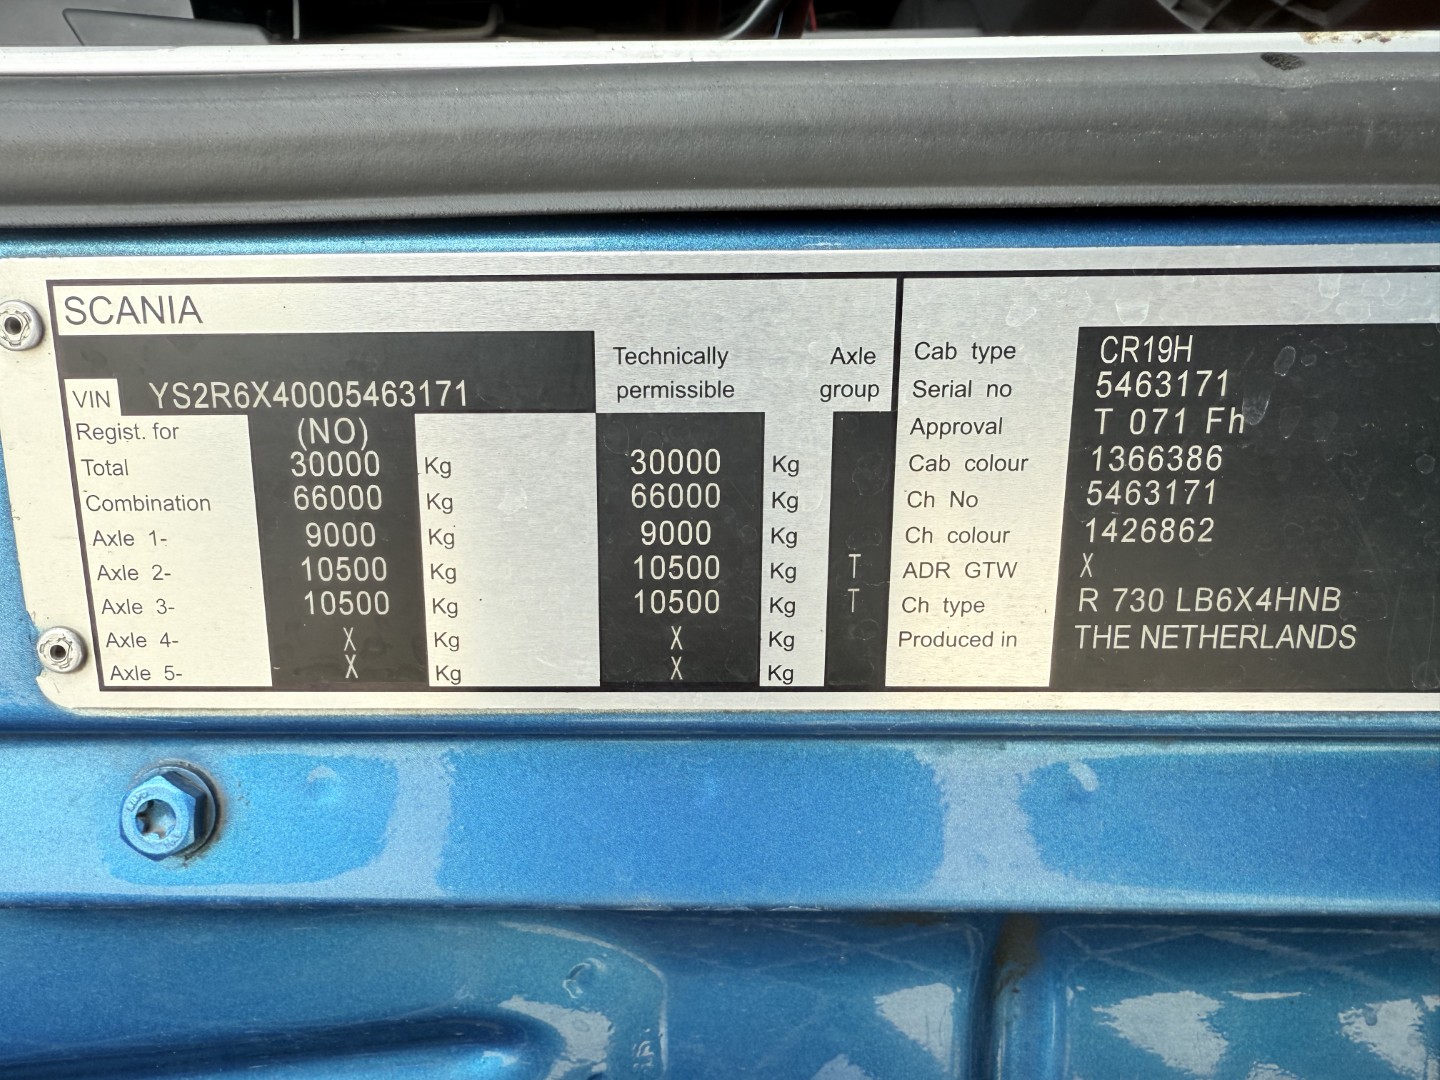 SCANIA
Technically permissible
Axle group
VIN YS2R6X40005463171
Regist. for (NO)
Total 30000 Kg 30000 Kg
Combination 66000 Kg 66000 Kg
Axle 1- 9000 Kg 9000 Kg
Axle 2- 10500 Kg 10500 Kg T
Axle 3- 10500 Kg 10500 Kg T
Axle 4- X Kg X Kg
Axle 5- X Kg X Kg
Cab type CR19H
Serial no 5463171
Approval T 071 Fh
Cab colour 1366386
Ch No 5463171
Ch colour 1426862
ADR GTW X
Ch type R 730 LB6X4HNB
Produced in THE NETHERLANDS